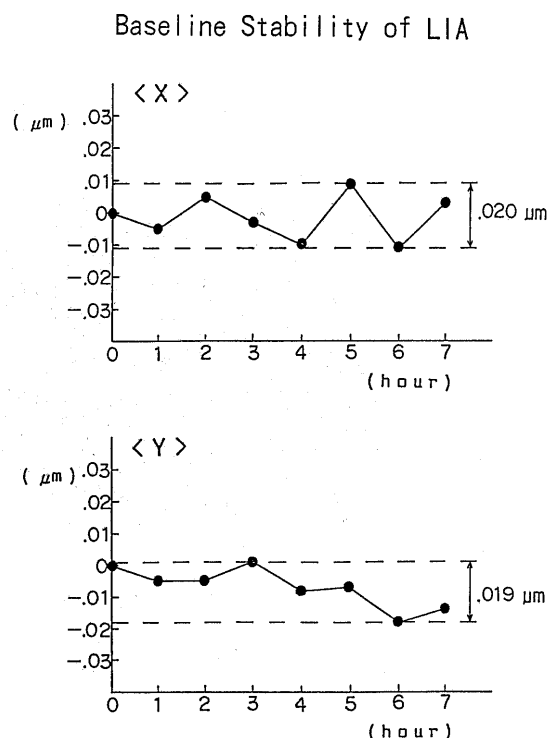 Baseline Stability of LIA
<X>
(μm)
.03
.02
.01
0
-.01
-.02
-.03
.020 μm
0 1 2 3 4 5 6 7
(hour)
<Y>
(μm)
.03
.02
.01
0
-.01
-.02
-.03
.019 μm
0 1 2 3 4 5 6 7
(hour)